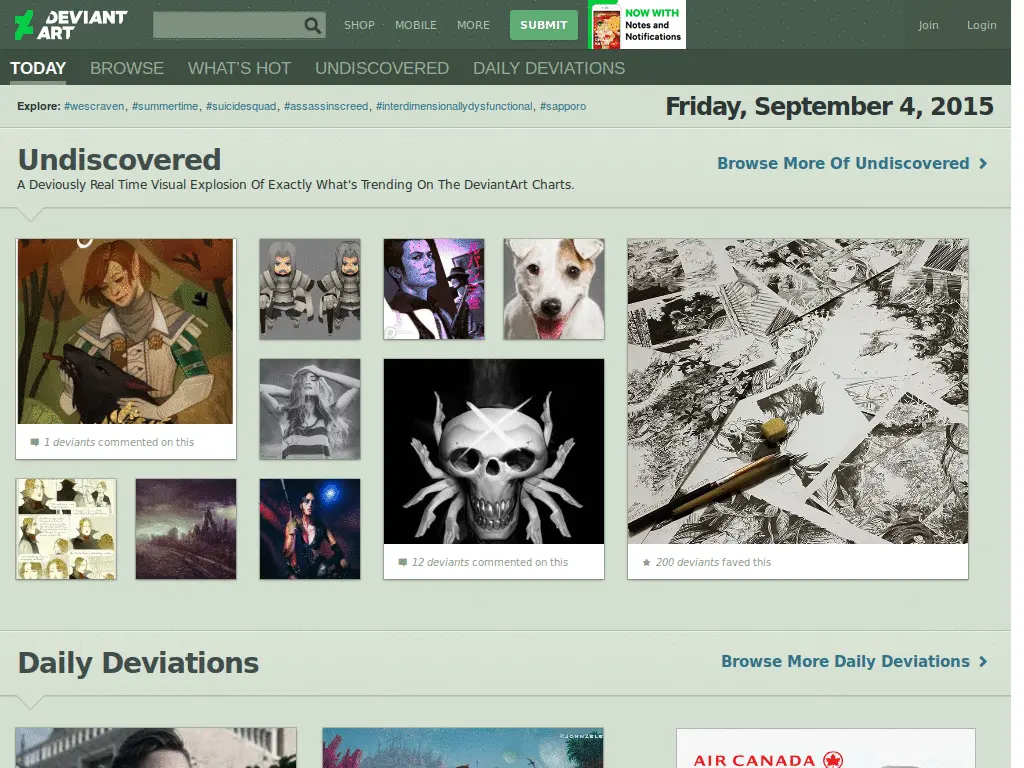 DEVIANT ART
SHOP MOBILE MORE SUBMIT
NOW WITH
Notes and
Notifications
Join Login
TODAY BROWSE WHAT'S HOT UNDISCOVERED DAILY DEVIATIONS
Explore: #wescraven, #summertime, #suicidesquad, #assassinscreed, #interdimensionallydysfunctional, #sapporo
Friday, September 4, 2015
Undiscovered
Browse More Of Undiscovered
A Deviously Real Time Visual Explosion Of Exactly What's Trending On The DeviantArt Charts.
1 deviants commented on this
12 deviants commented on this
200 deviants faved this
Daily Deviations
Browse More Daily Deviations
AIR CANADA